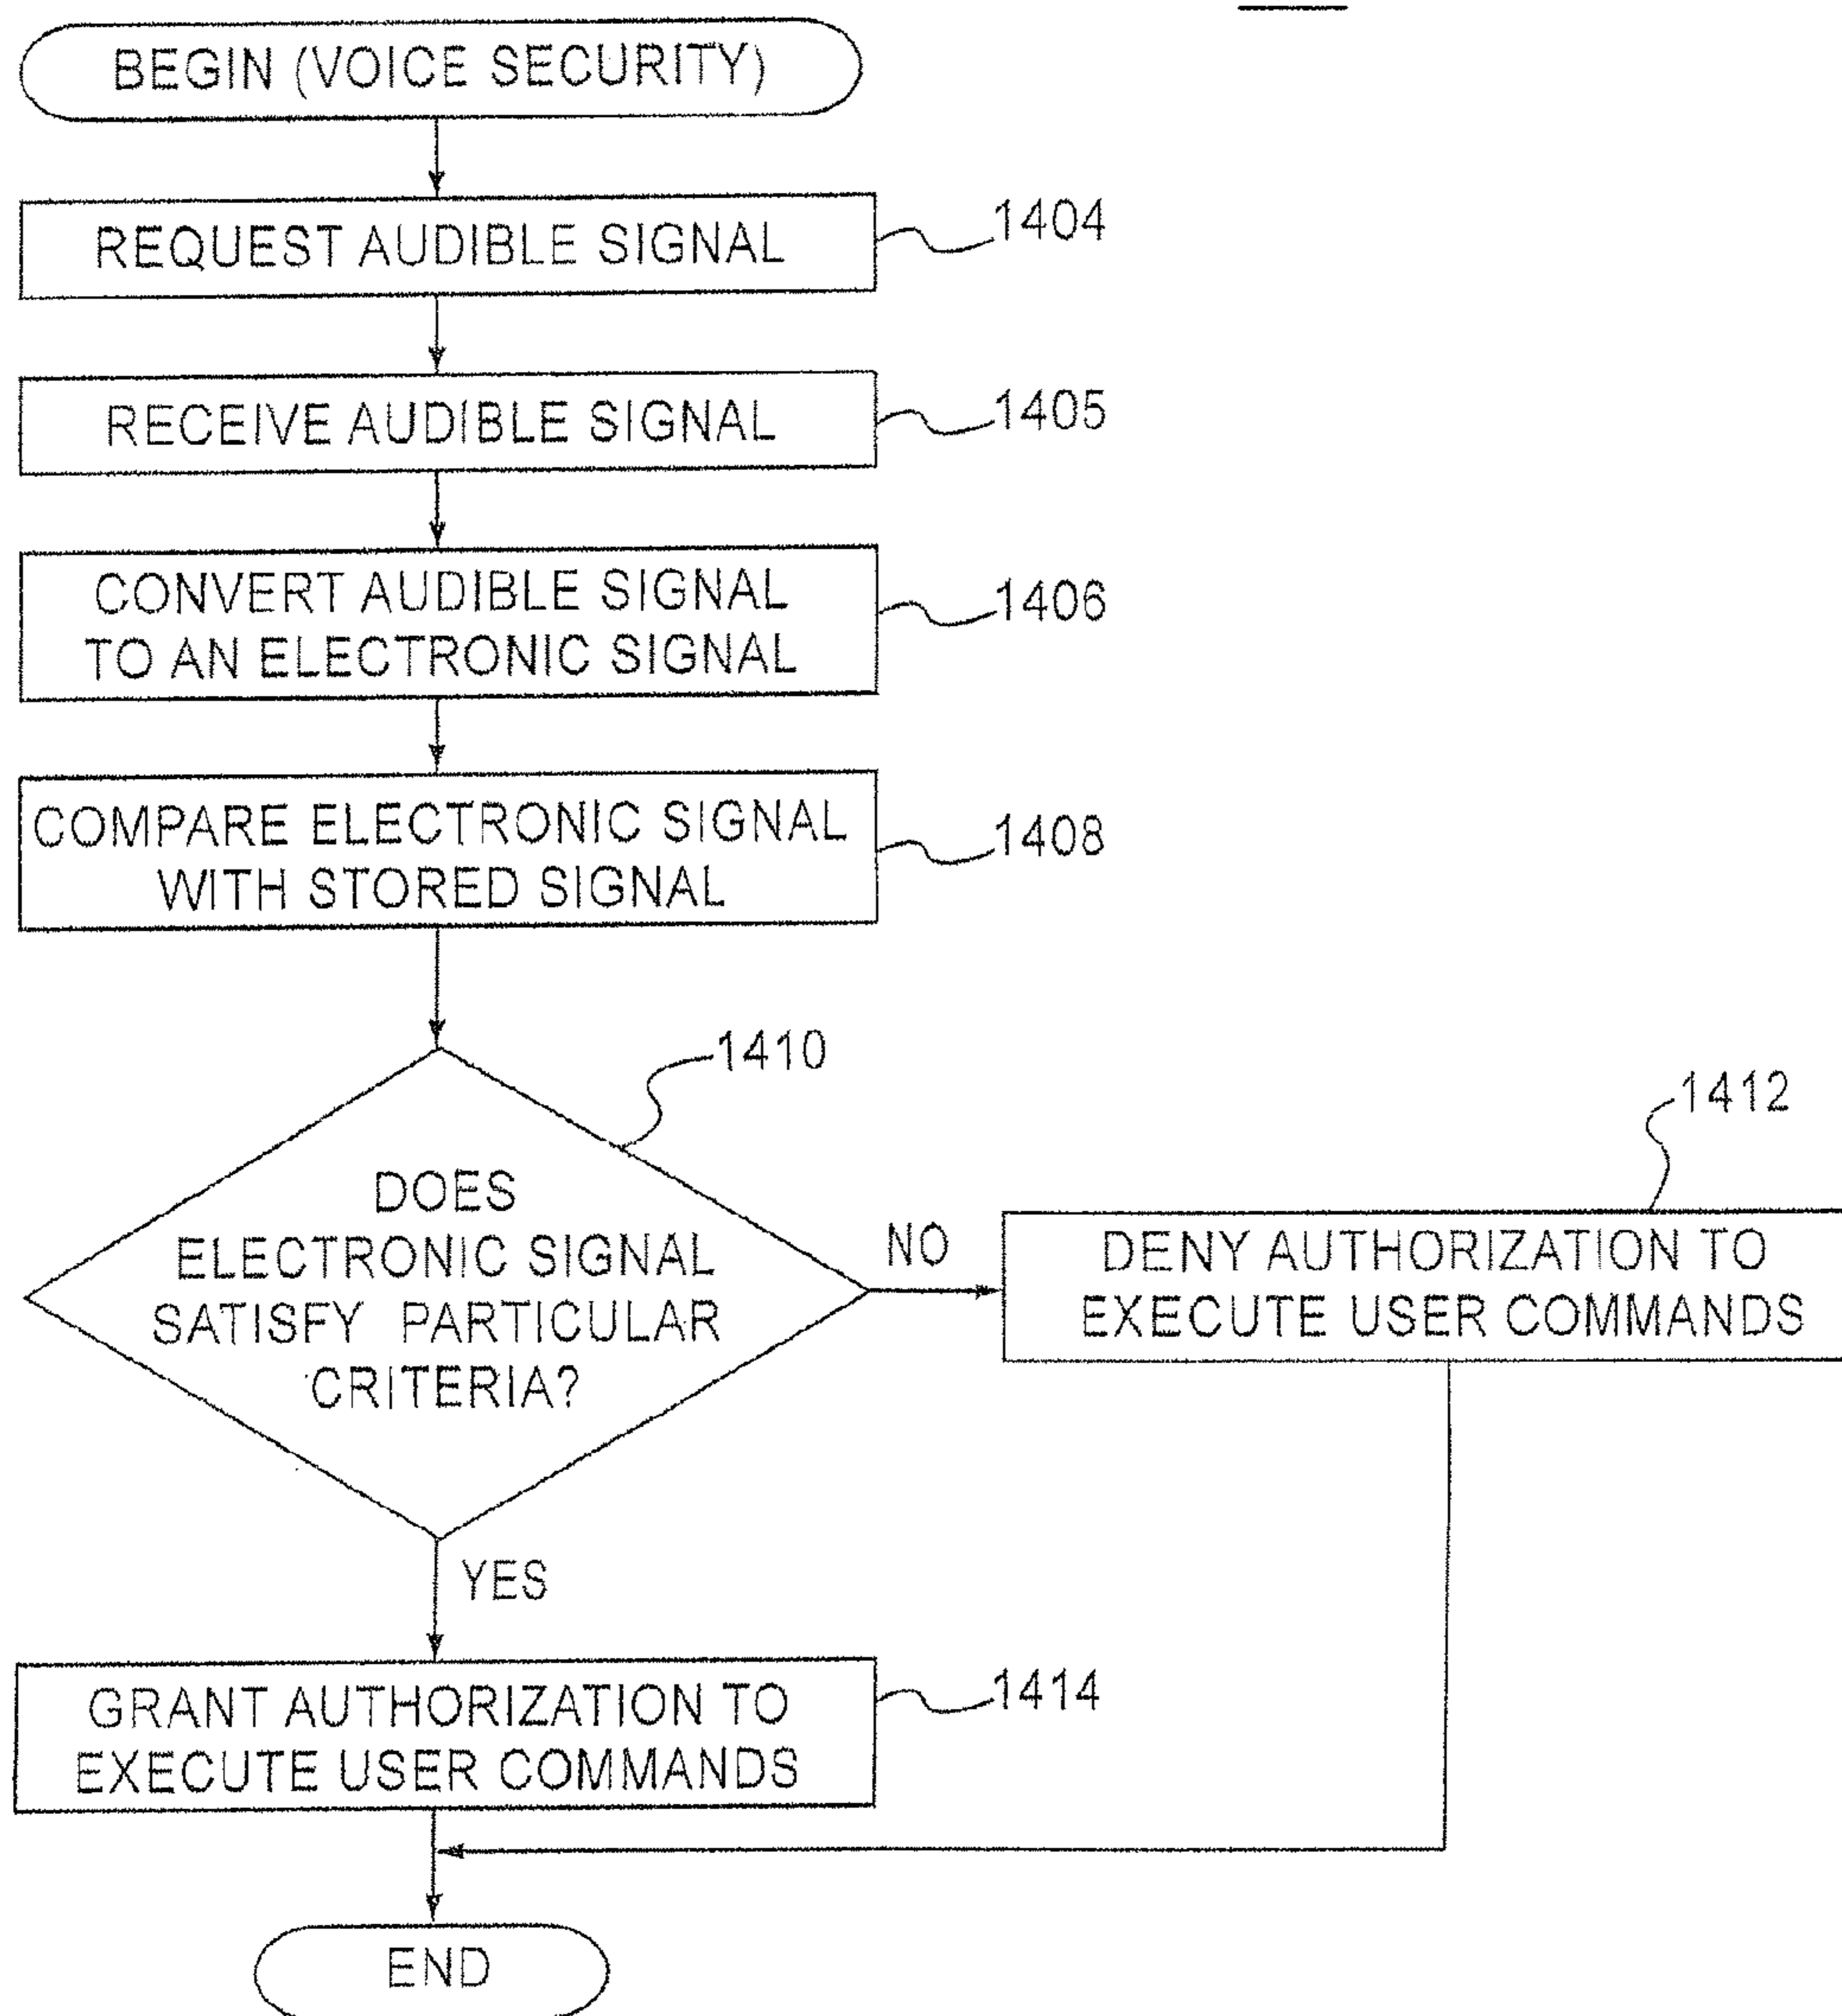 BEGIN (VOICE SECURITY)
REQUEST AUDIBLE SIGNAL
1404
RECEIVE AUDIBLE SIGNAL
1405
CONVERT AUDIBLE SIGNAL
TO AN ELECTRONIC SIGNAL
1406
COMPARE ELECTRONIC SIGNAL
WITH STORED SIGNAL
1408
1410
DOES
ELECTRONIC SIGNAL
SATISFY PARTICULAR
CRITERIA?
NO
1412
DENY AUTHORIZATION TO
EXECUTE USER COMMANDS
YES
GRANT AUTHORIZATION TO
EXECUTE USER COMMANDS
1414
END